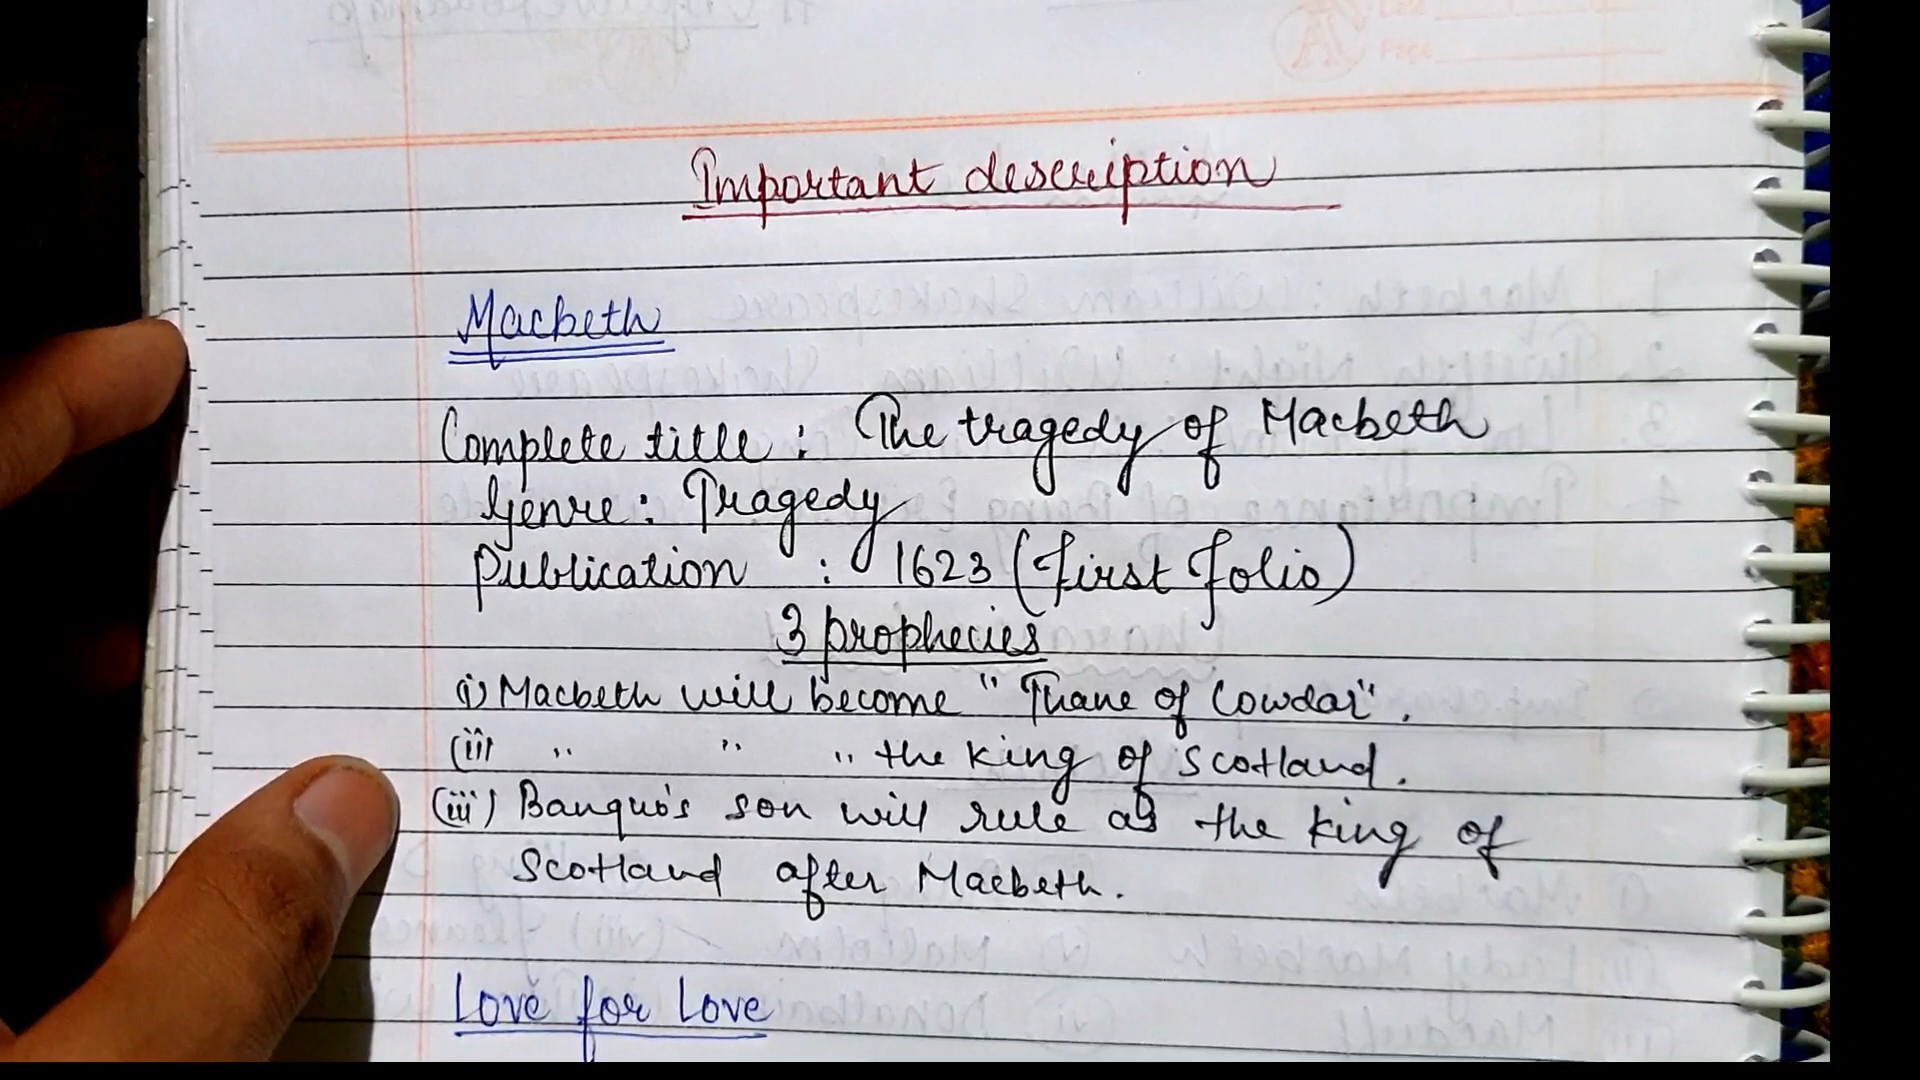 Important description
Macbeth
Complete title : The tragedy of Macbeth
Genre : Tragedy
Publication : 1623 (First Folio)
3 prophecies
(i) Macbeth will become "Thane of Cowdar".
(ii) " " " the king of Scotland.
(iii) Banquo's son will rule as the king of
Scotland after Macbeth.
Love for Love